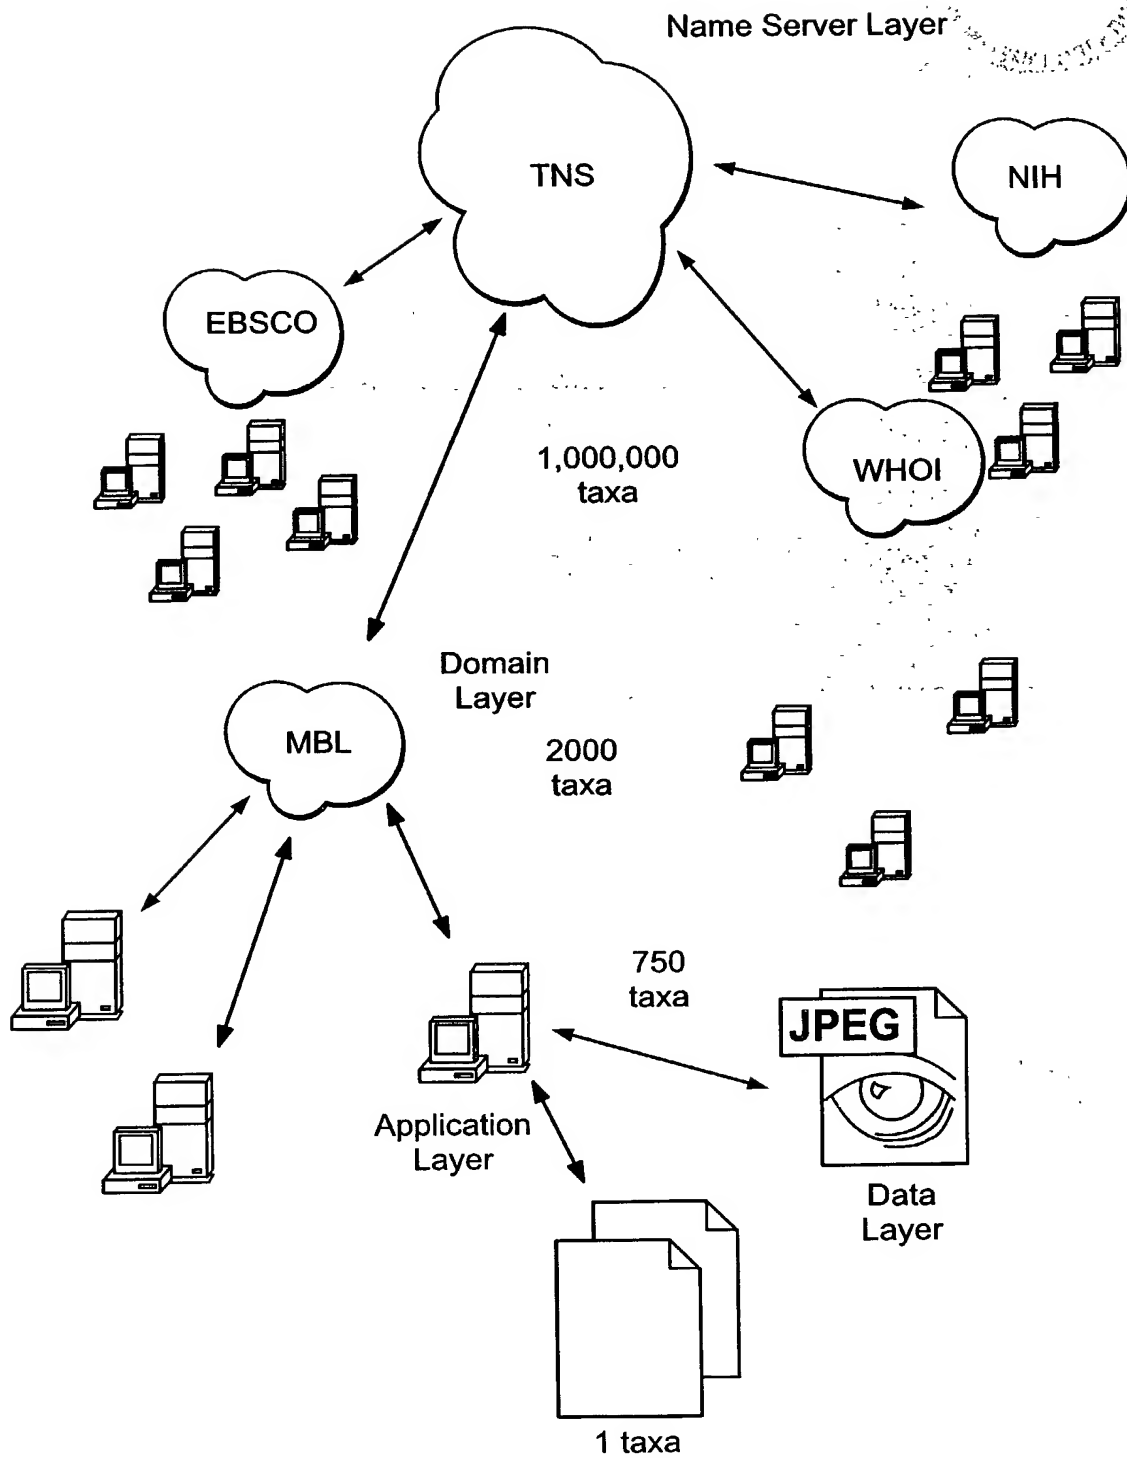 Name Server Layer
TNS
NIH
EBSCO
1,000,000
taxa
WHOI
Domain
Layer
MBL
2000
taxa
750
taxa
JPEG
Application
Layer
Data
Layer
1 taxa